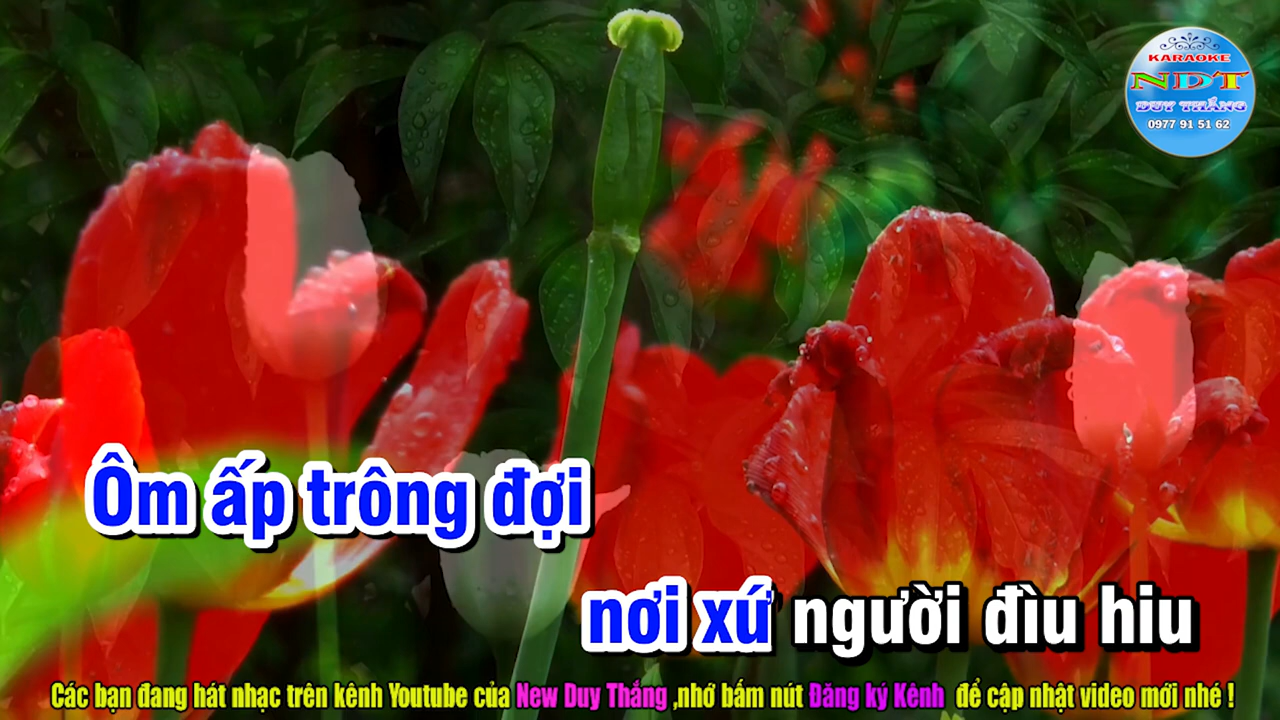 KARAOKE
NDT
DUY THẮNG
0977 91 51 62
Ôm ấp trông đợi
nơi xứ người đìu hiu
Các bạn đang hát nhạc trên kênh Youtube của New Duy Thắng ,nhớ bấm nút Đăng ký Kênh để cập nhật video mới nhé !